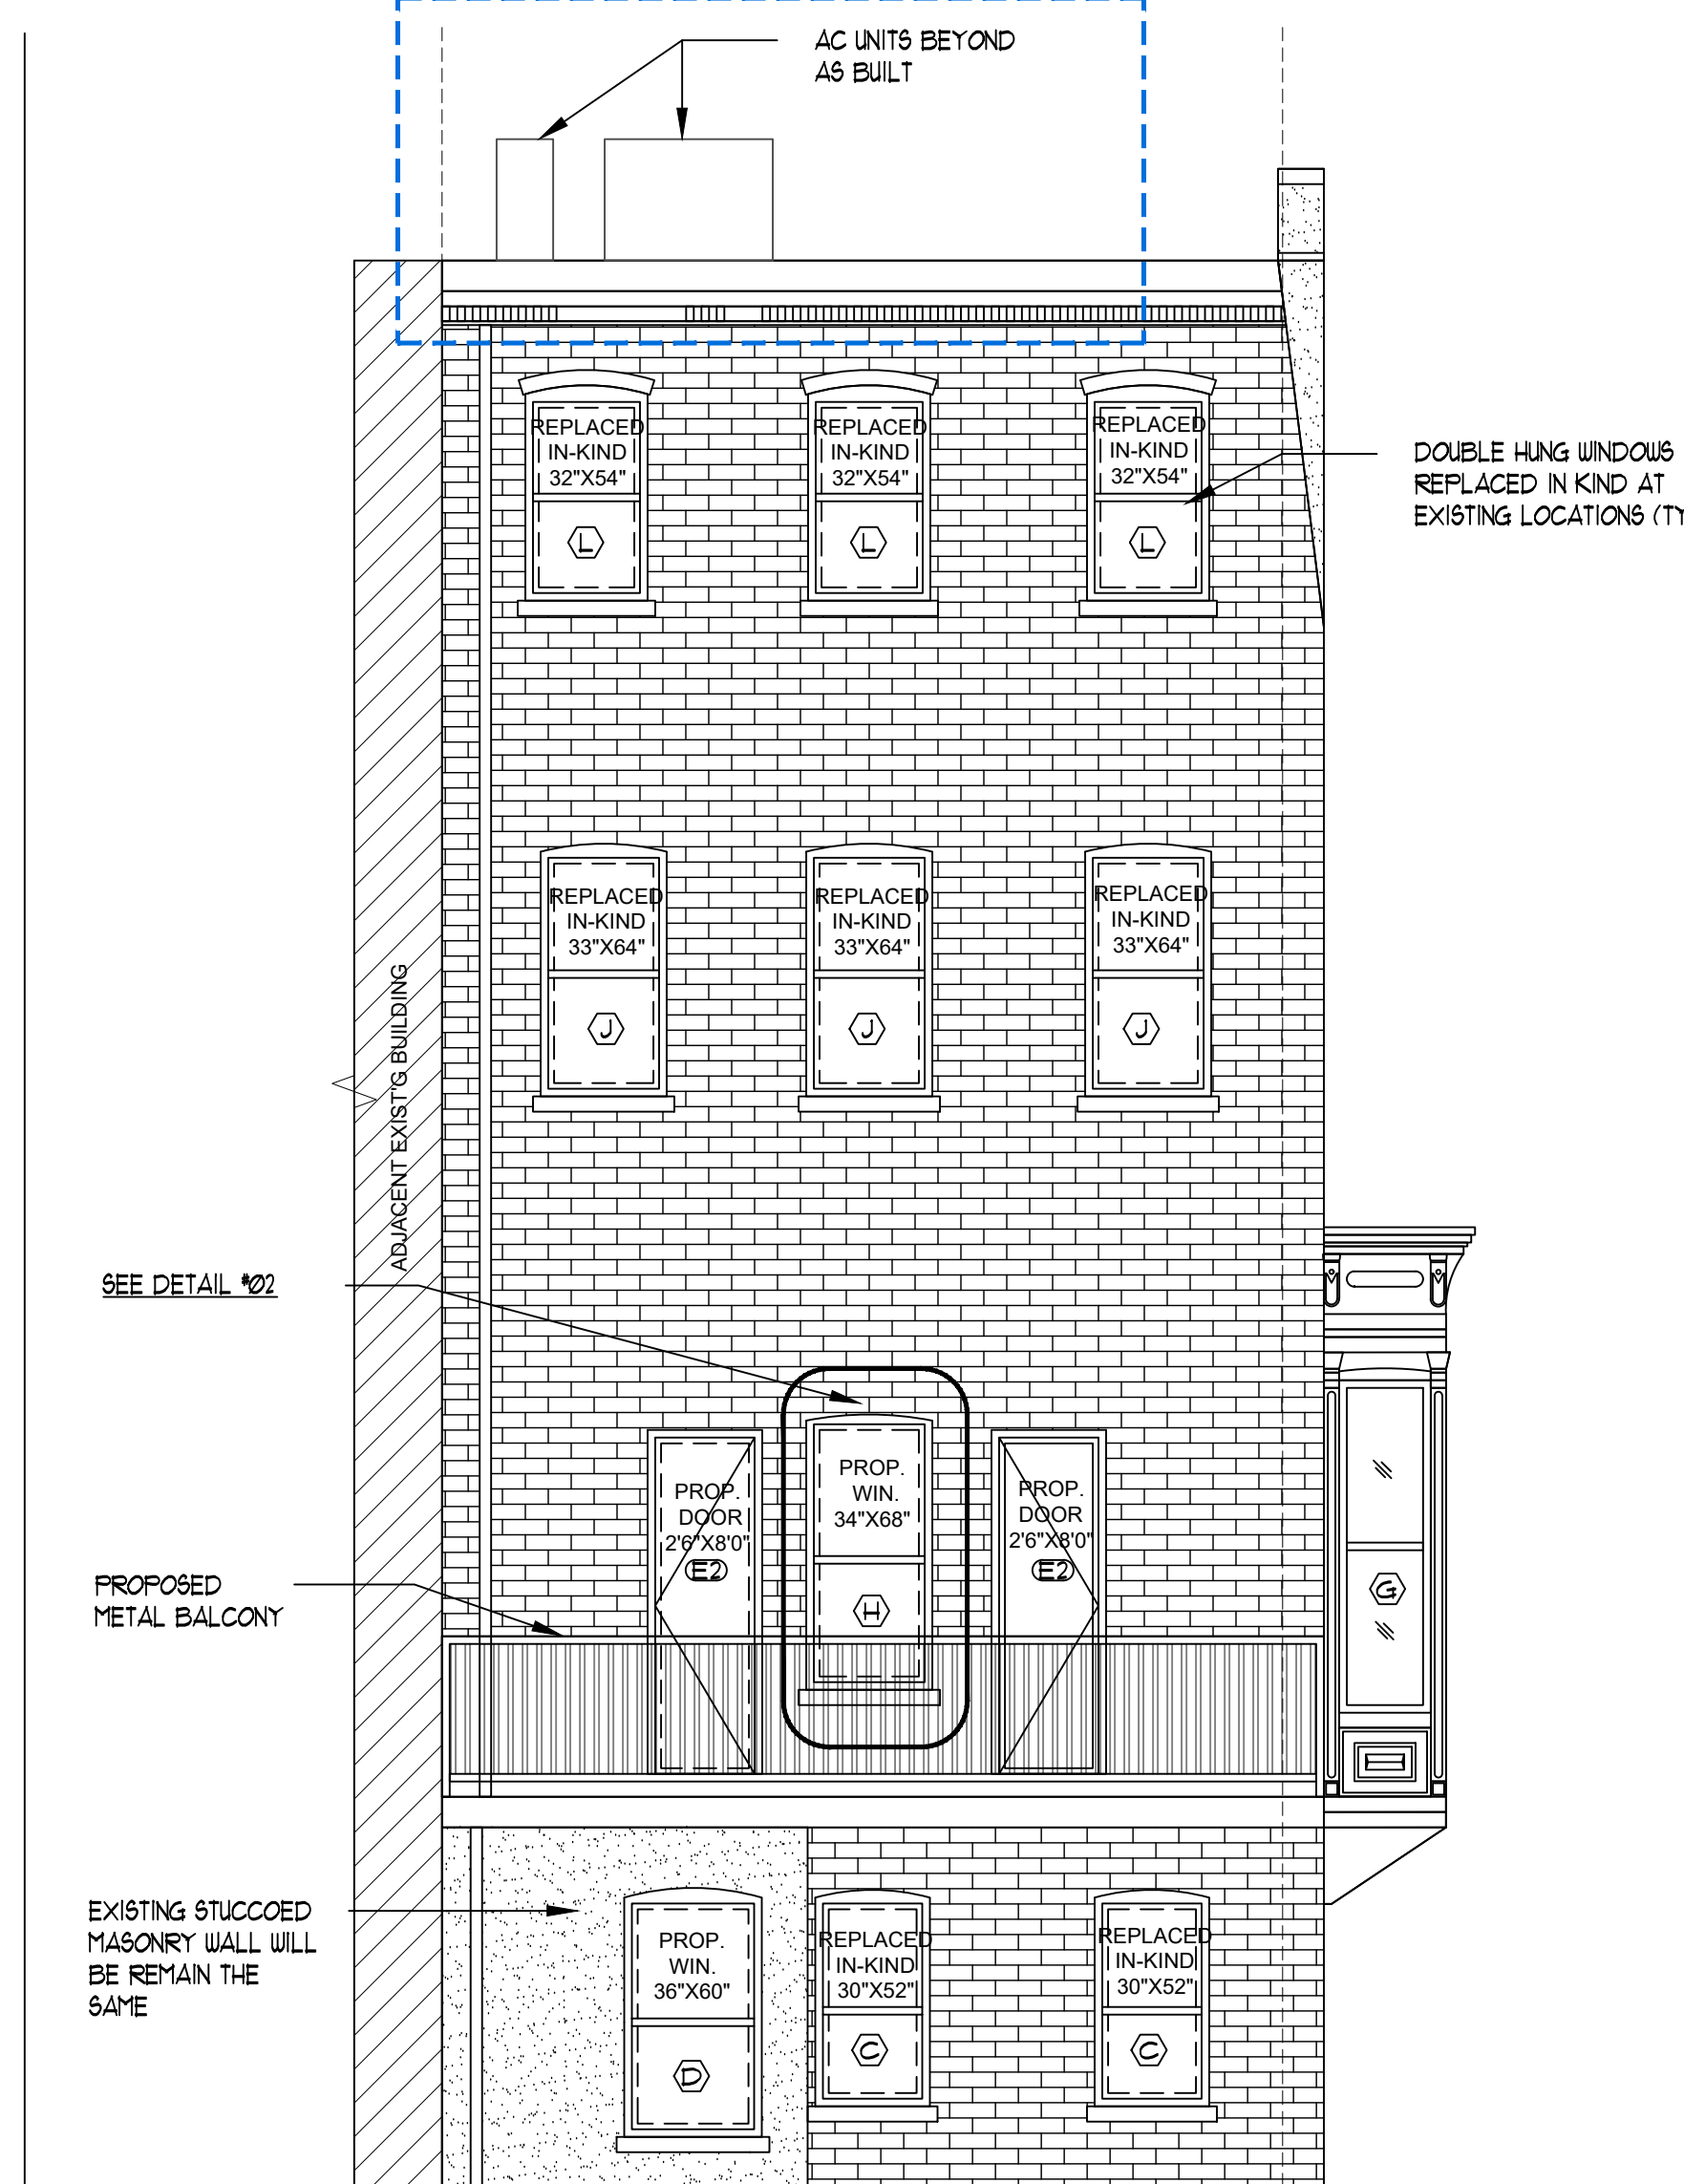 AC UNITS BEYOND
AS BUILT
REPLACED
IN-KIND
32"X54"
L
REPLACED
IN-KIND
32"X54"
L
REPLACED
IN-KIND
32"X54"
L
DOUBLE HUNG WINDOWS
REPLACED IN KIND AT
EXISTING LOCATIONS (TY
REPLACED
IN-KIND
33"X64"
J
REPLACED
IN-KIND
33"X64"
J
REPLACED
IN-KIND
33"X64"
J
ADJACENT EXIST'G BUILDING
SEE DETAIL #02
PROP.
DOOR
2'6"X8'0"
E2
PROP.
WIN.
34"X68"
H
PROP.
DOOR
2'6"X8'0"
E2
G
PROPOSED
METAL BALCONY
EXISTING STUCCOED
MASONRY WALL WILL
BE REMAIN THE
SAME
PROP.
WIN.
36"X60"
D
REPLACED
IN-KIND
30"X52"
C
REPLACED
IN-KIND
30"X52"
C